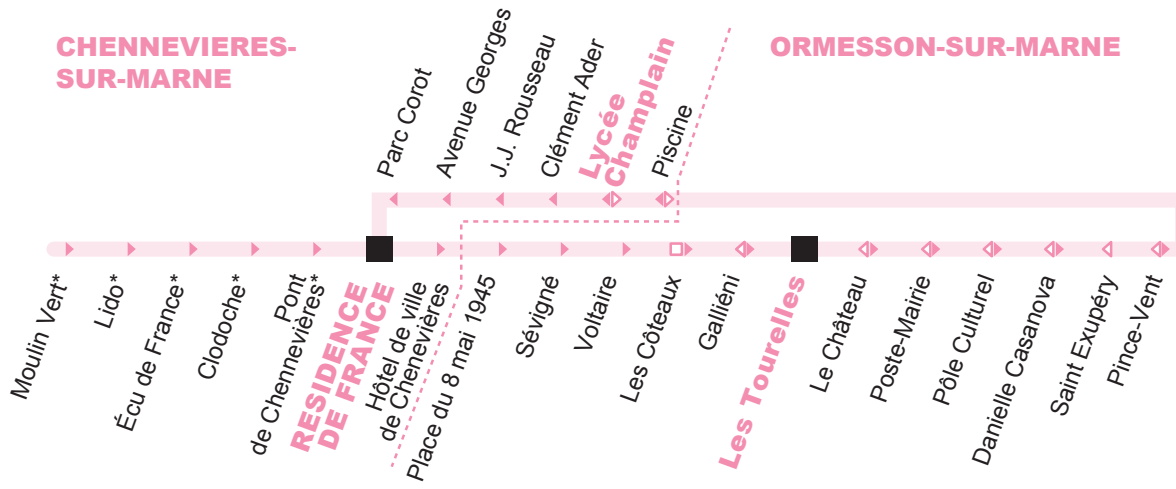 CHENNEVIERES-
SUR-MARNE
ORMESSON-SUR-MARNE
Parc Corot
Avenue Georges
J.J. Rousseau
Clément Ader
Lycée
Champlain
Piscine
Moulin Vert*
Lido*
Écu de France*
Clodoche*
Pont
de Chennevières*
RESIDENCE
DE FRANCE
Hôtel de ville
de Chenevières
Place du 8 mai 1945
Sévigné
Voltaire
Les Côteaux
Galliéni
Les Tourelles
Le Château
Poste-Mairie
Pôle Culturel
Danielle Casanova
Saint Exupéry
Pince-Vent